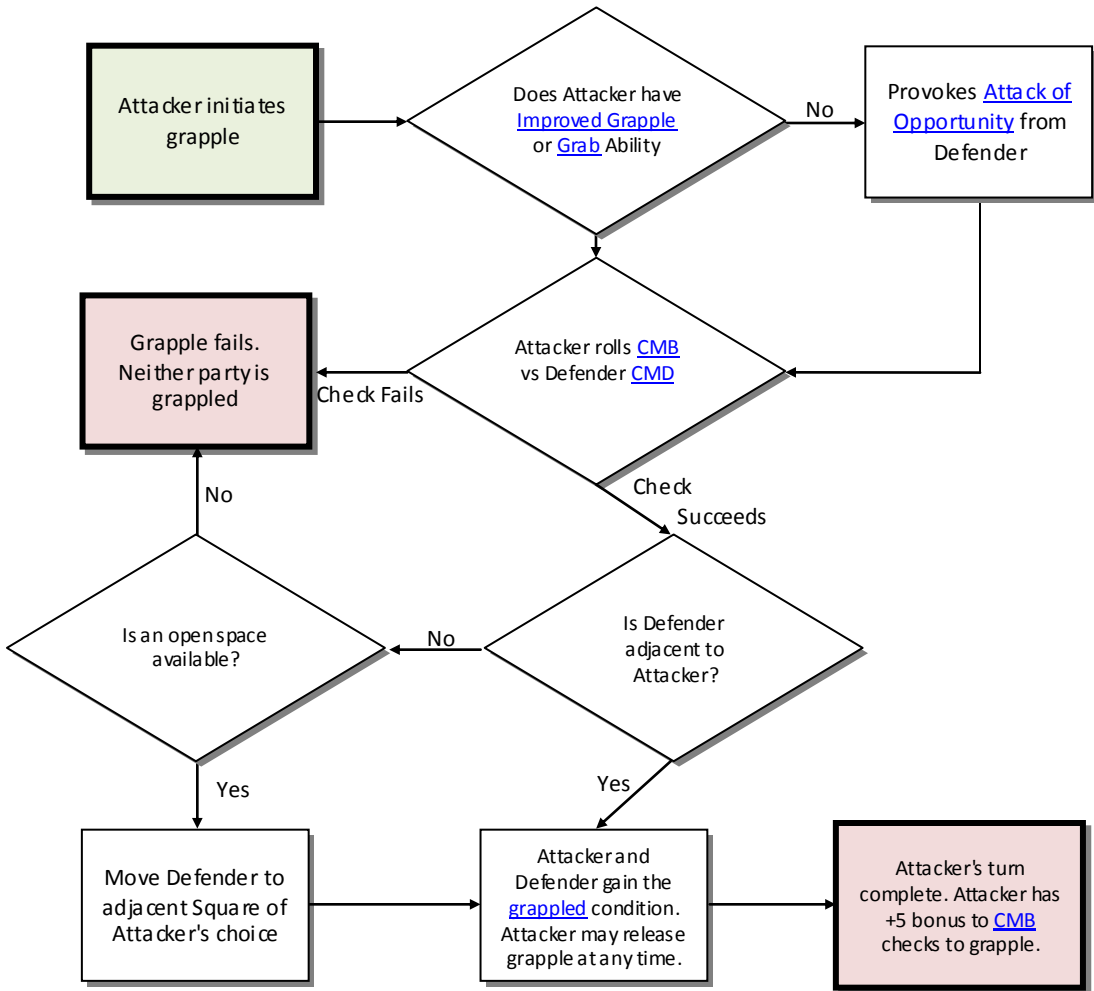 Attacker initiates
grapple
Does Attacker have
Improved Grapple
or Grab Ability
No
Provokes Attack of
Opportunity from
Defender
Grapple fails.
Neither party is
grappled
Check Fails
Attacker rolls CMB
vs Defender CMD
No
Check
Succeeds
Is an open space
available?
No
Is Defender
adjacent to
Attacker?
Yes
Yes
Move Defender to
adjacent Square of
Attacker's choice
Attacker and
Defender gain the
grappled condition.
Attacker may release
grapple at any time.
Attacker's turn
complete. Attacker has
+5 bonus to CMB
checks to grapple.